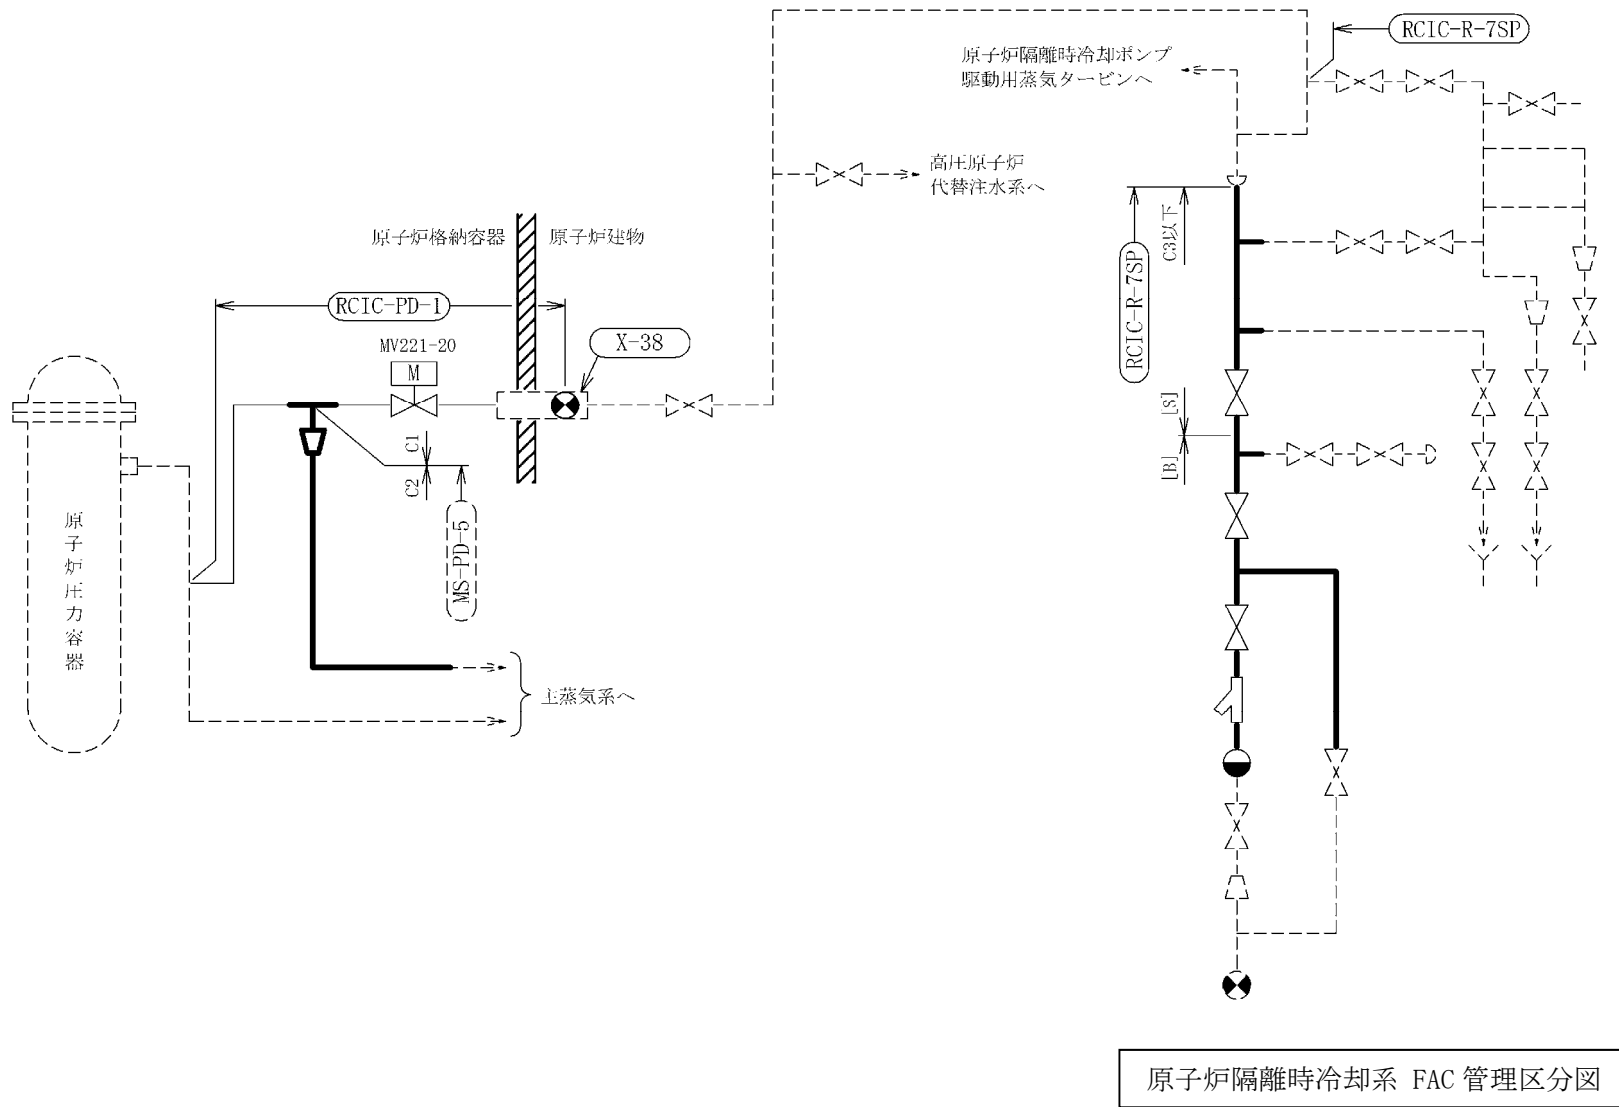 RCIC-R-7SP
原子炉隔離時冷却ポンプ
駆動用蒸気タービンへ
高圧原子炉
代替注水系へ
原子炉格納容器
原子炉建物
RCIC-PD-1
X-38
MV221-20
M
C1
C2
MS-PD-5
原子炉圧力容器
主蒸気系へ
RCIC-R-7SP
C3以下
[S]
[B]
原子炉隔離時冷却系 FAC 管理区分図